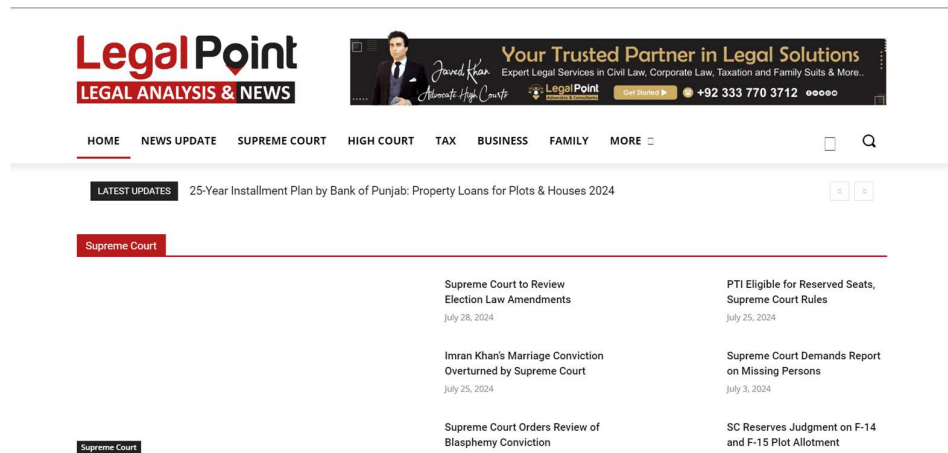 Legal Point
LEGAL ANALYSIS & NEWS
Javed Khan
Advocate High Courts
Your Trusted Partner in Legal Solutions
Expert Legal Services in Civil Law, Corporate Law, Taxation and Family Suits & More..
Legal Point
Advocates & Consultants
Get Started
+92 333 770 3712
HOME NEWS UPDATE SUPREME COURT HIGH COURT TAX BUSINESS FAMILY MORE
LATEST UPDATES 25-Year Installment Plan by Bank of Punjab: Property Loans for Plots & Houses 2024
Supreme Court
Supreme Court
Supreme Court to Review
Election Law Amendments
July 28, 2024
Imran Khan's Marriage Conviction
Overturned by Supreme Court
July 25, 2024
Supreme Court Orders Review of
Blasphemy Conviction
PTI Eligible for Reserved Seats,
Supreme Court Rules
July 25, 2024
Supreme Court Demands Report
on Missing Persons
July 3, 2024
SC Reserves Judgment on F-14
and F-15 Plot Allotment